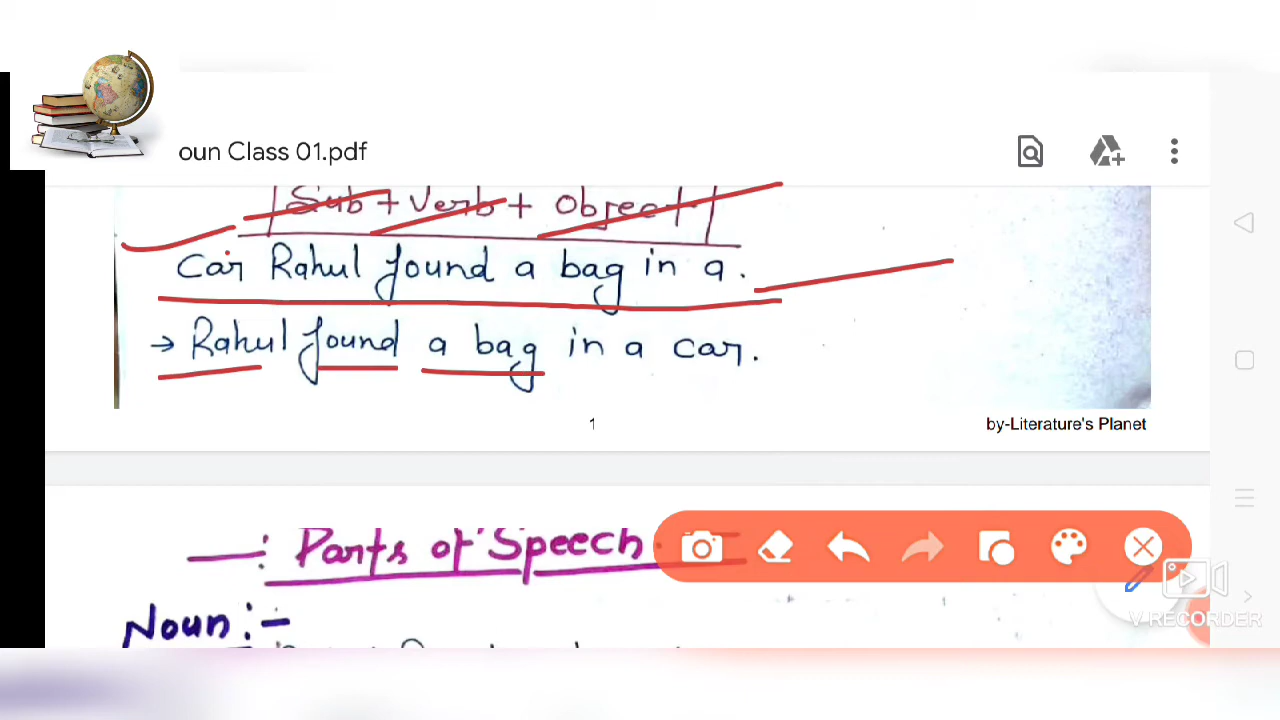 oun Class 01.pdf
Sub + Verb + Object
Car Rahul found a bag in a.
→ Rahul found a bag in a car.
1
by-Literature's Planet
—: Parts of Speech
Noun:-
V RECORDER